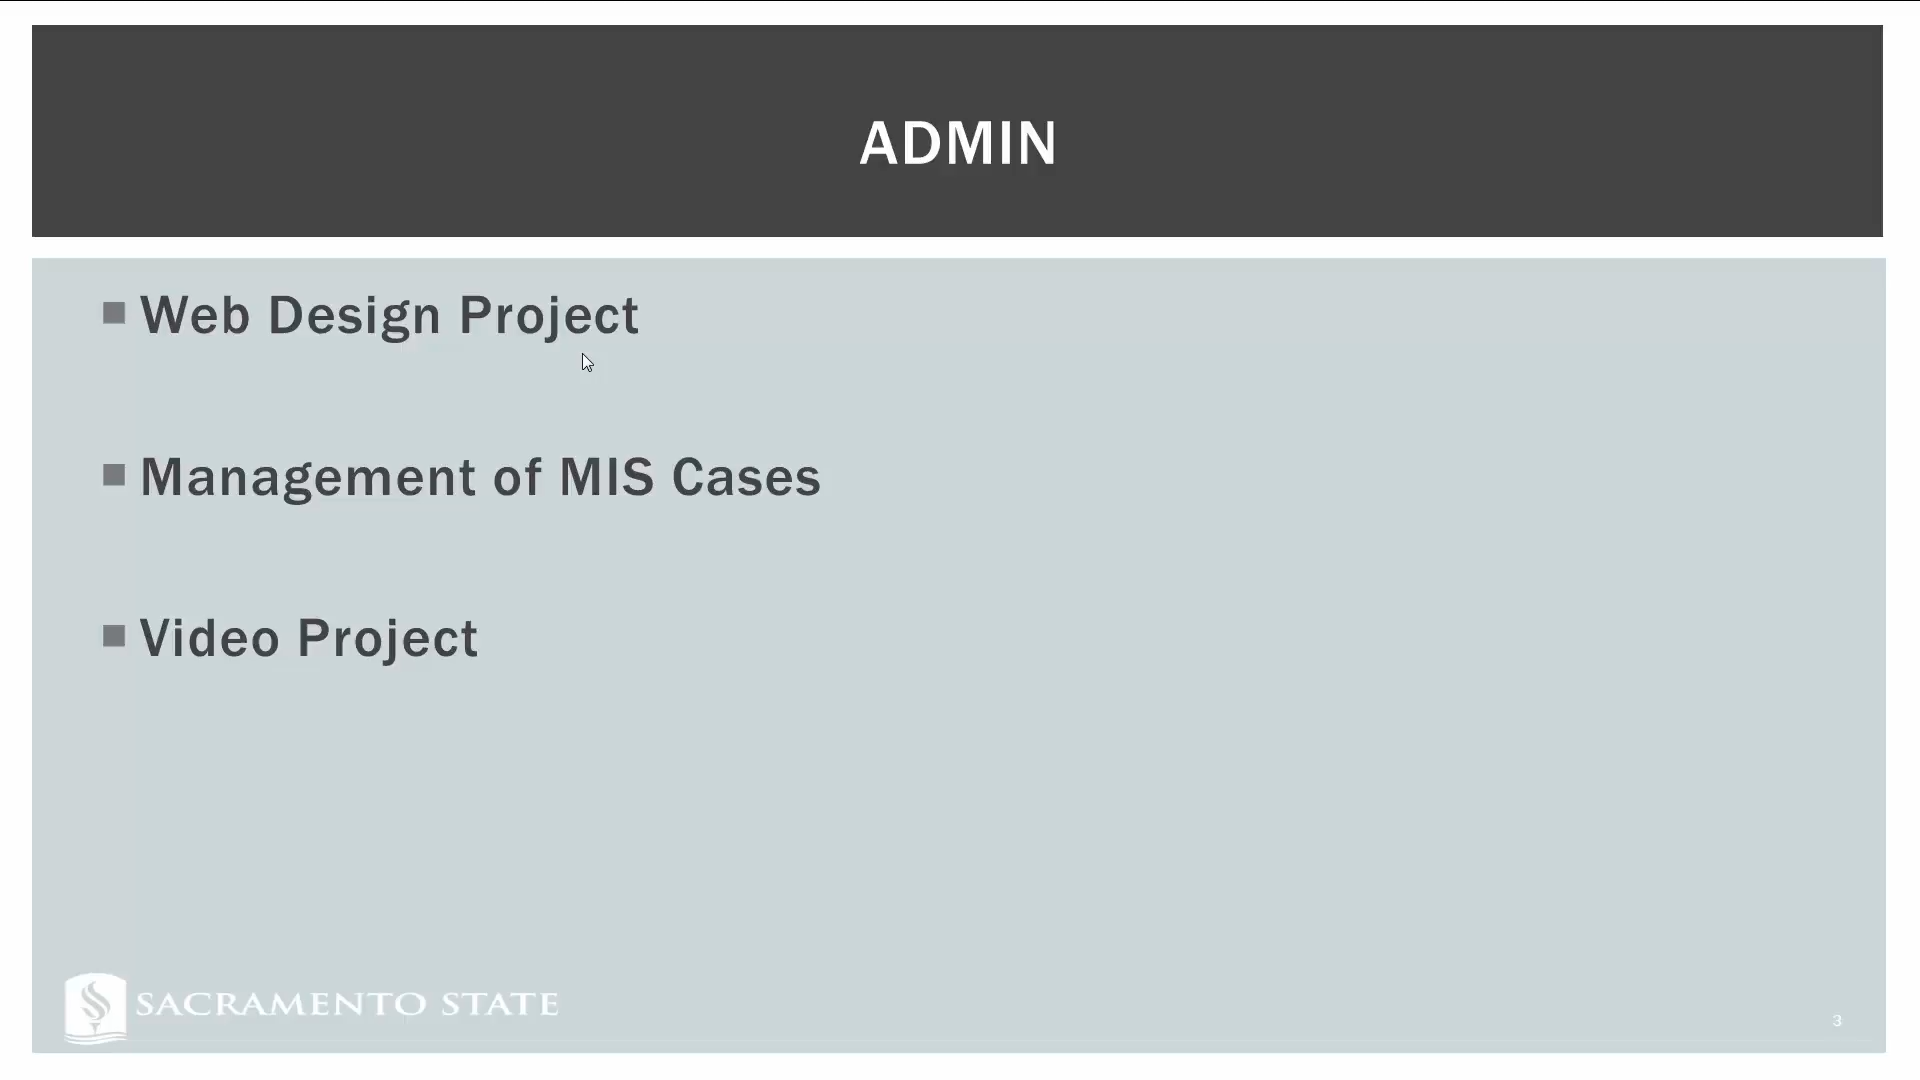 ADMIN
Web Design Project
Management of MIS Cases
Video Project
SACRAMENTO STATE
3